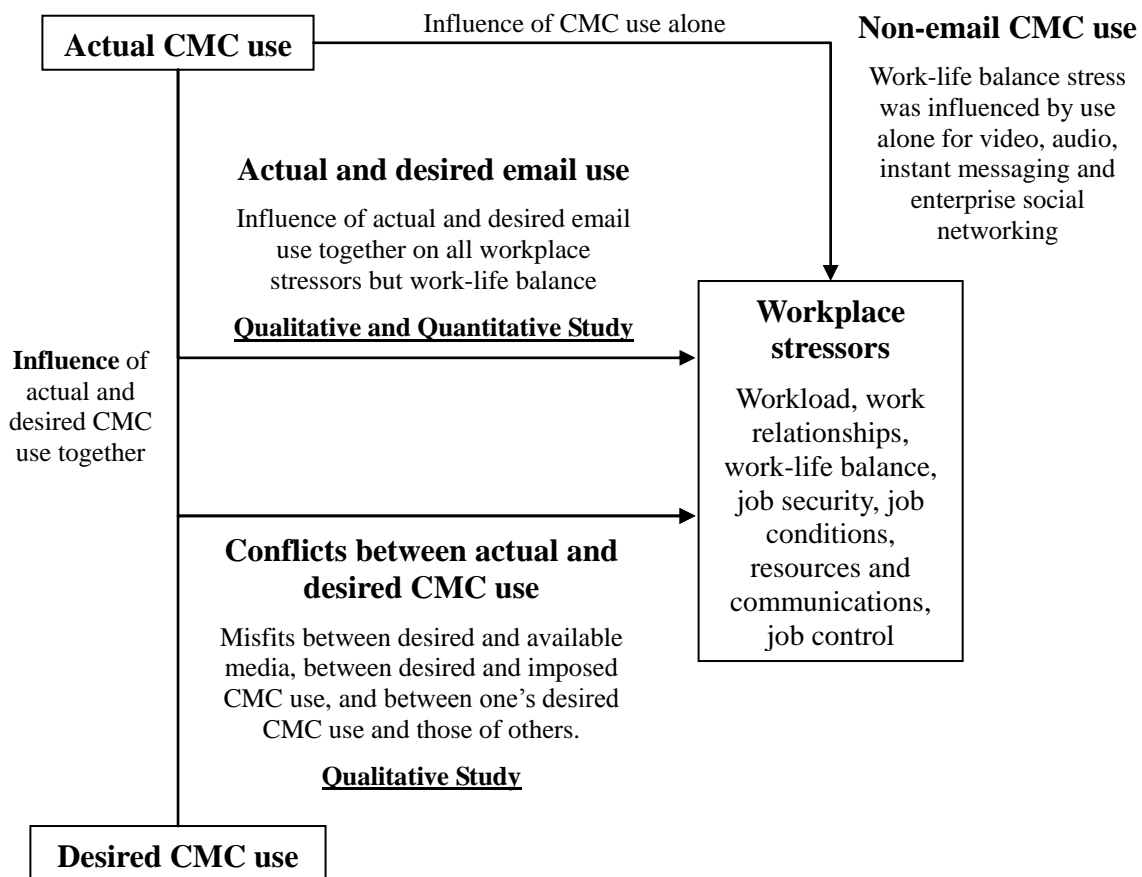 Actual CMC use
Influence of CMC use alone
Non-email CMC use
Work-life balance stress
was influenced by use
alone for video, audio,
instant messaging and
enterprise social
networking
Actual and desired email use
Influence of actual and desired email
use together on all workplace
stressors but work-life balance
Qualitative and Quantitative Study
Influence of
actual and
desired CMC
use together
Workplace
stressors
Workload, work
relationships,
work-life balance,
job security, job
conditions,
resources and
communications,
job control
Conflicts between actual and
desired CMC use
Misfits between desired and available
media, between desired and imposed
CMC use, and between one’s desired
CMC use and those of others.
Qualitative Study
Desired CMC use